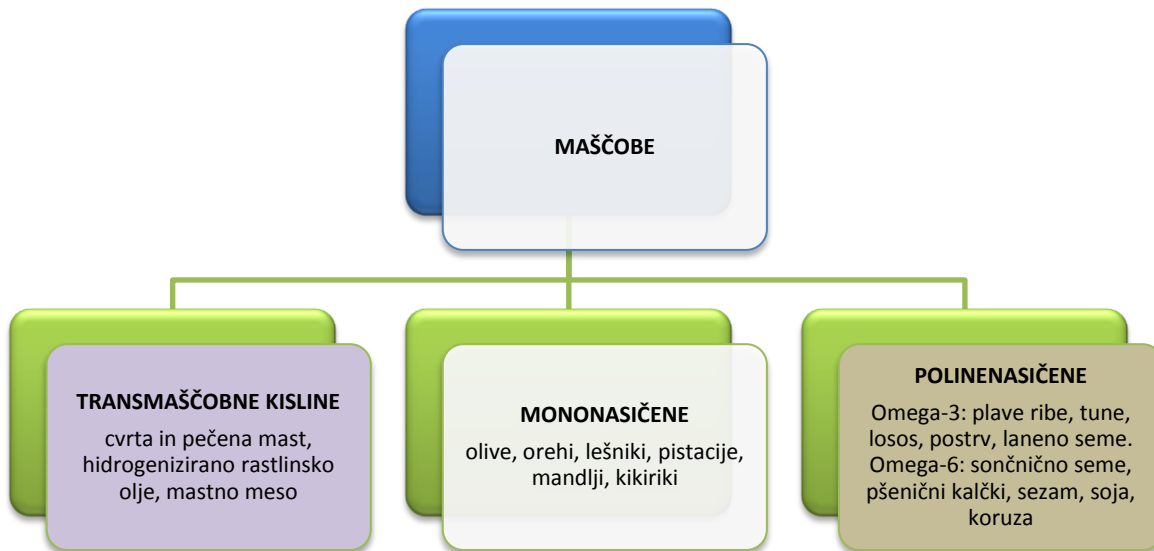 MAŠČOBE
TRANSMAŠČOBNE KISLINE
cvrta in pečena mast,
hidrogenizirano rastlinsko
olje, mastno meso
MONONASIČENE
olive, orehi, lešniki, pistacije,
mandlji, kikiriki
POLINENASIČENE
Omega-3: plave ribe, tune,
losos, postrv, laneno seme.
Omega-6: sončnično seme,
pšenični kalčki, sezam, soja,
koruza